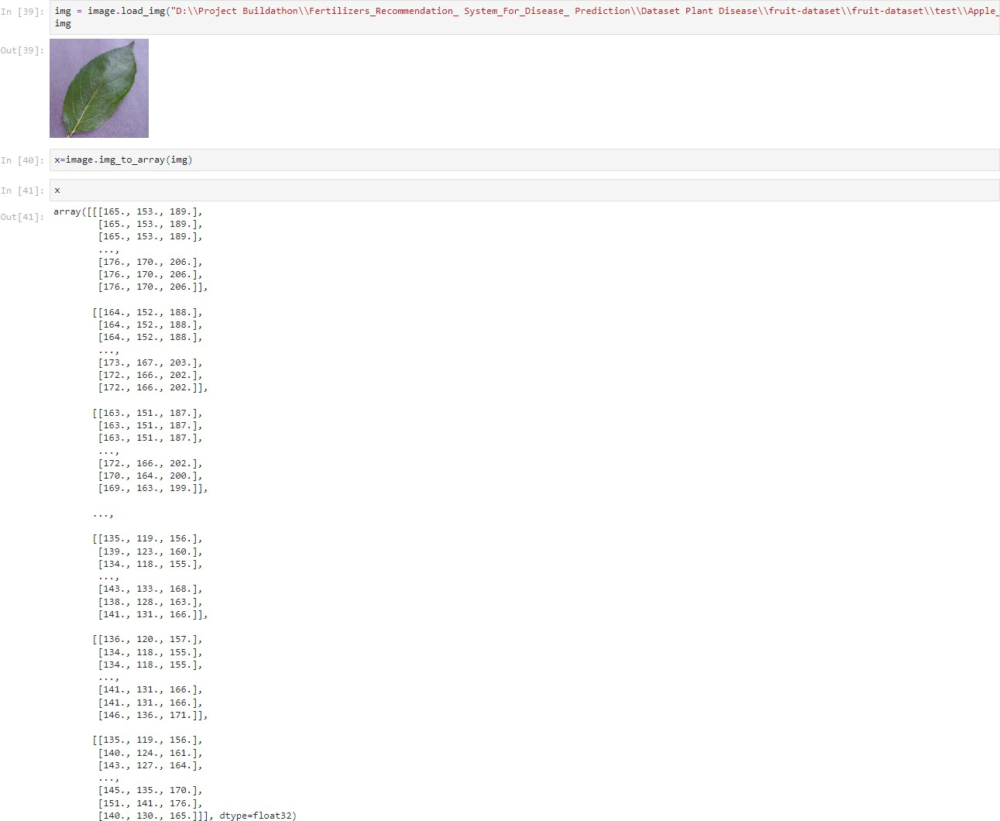 In [39]: img = image.load_img("D:\\Project Buildathon\\Fertilizers_Recommendation_ System_For_Disease_ Prediction\\Dataset Plant Disease\\fruit-dataset\\fruit-dataset\\test\\Apple_
img
Out[39]:
In [40]: x=image.img_to_array(img)
In [41]: x
Out[41]: array([[[165., 153., 189.],
[165., 153., 189.],
[165., 153., 189.],
...,
[176., 170., 206.],
[176., 170., 206.],
[176., 170., 206.]],
[[164., 152., 188.],
[164., 152., 188.],
[164., 152., 188.],
...,
[173., 167., 203.],
[172., 166., 202.],
[172., 166., 202.]],
[[163., 151., 187.],
[163., 151., 187.],
[163., 151., 187.],
...,
[172., 166., 202.],
[170., 164., 200.],
[169., 163., 199.]],
...,
[[135., 119., 156.],
[139., 123., 160.],
[134., 118., 155.],
...,
[143., 133., 168.],
[138., 128., 163.],
[141., 131., 166.]],
[[136., 120., 157.],
[134., 118., 155.],
[134., 118., 155.],
...,
[141., 131., 166.],
[141., 131., 166.],
[146., 136., 171.]],
[[135., 119., 156.],
[140., 124., 161.],
[143., 127., 164.],
...,
[145., 135., 170.],
[151., 141., 176.],
[140., 130., 165.]]], dtype=float32)